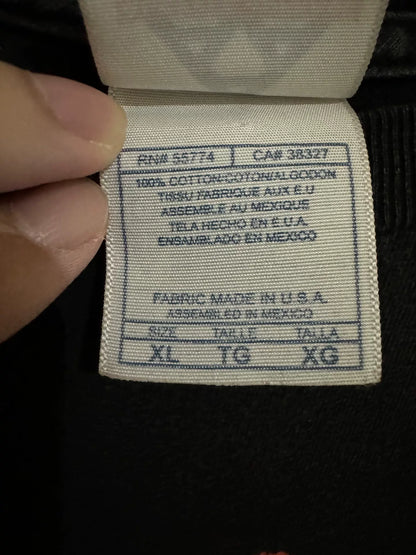 RN# 55774 CA# 38327
100% COTTON/COTON/ALGODON
TISSU FABRIQUE AUX E.U
ASSEMBLE AU MEXIQUE
TELA HECHO EN E.U.A.
ENSAMBLADO EN MEXICO
FABRIC MADE IN U.S.A.
ASSEMBLED IN MEXICO
SIZE TAILLE TALLA
XL TG XG